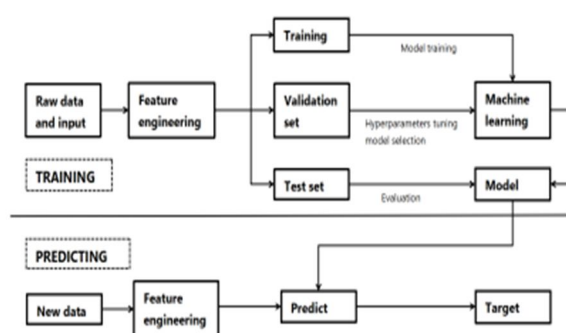 Training
Model training
Raw data
and input
Feature
engineering
Validation
set
Hyperparameters tuning
model selection
Machine
learning
TRAINING
Test set
Evaluation
Model
PREDICTING
New data
Feature
engineering
Predict
Target